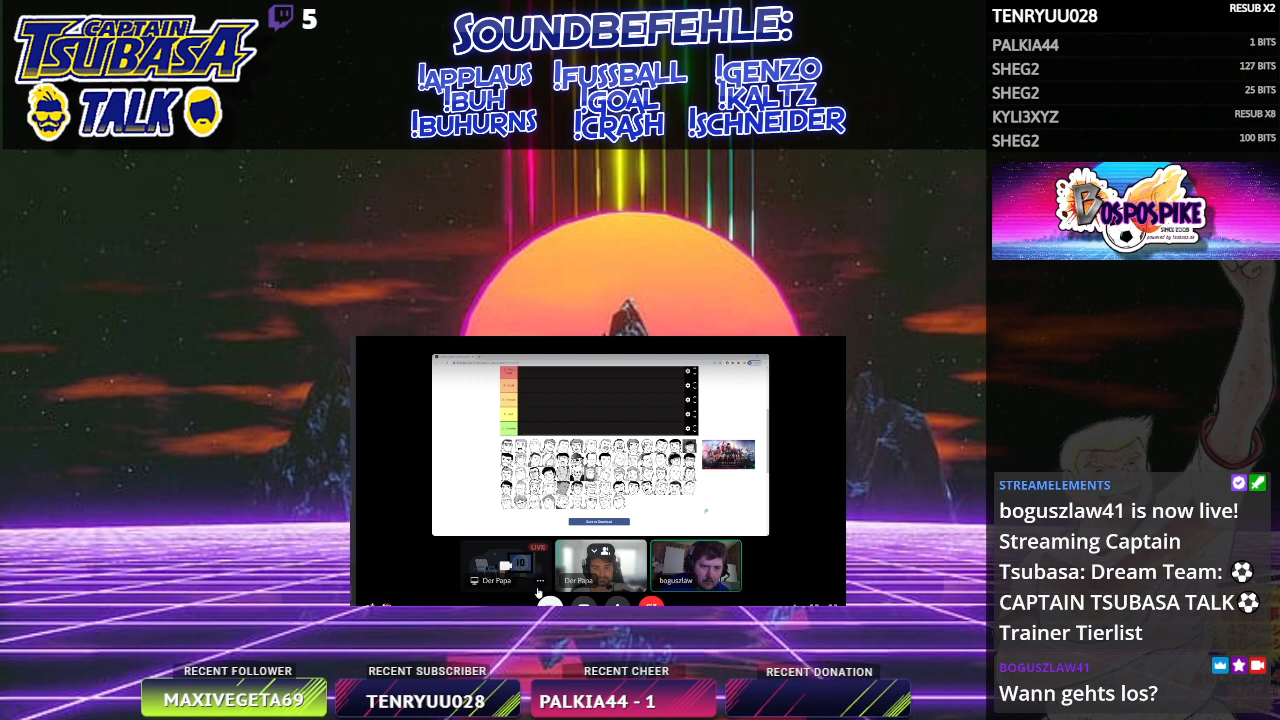 CAPTAIN
TSUBASA
TALK
5
SOUNDBEFEHLE:
!APPLAUS !FUSSBALL !GENZO
!BUH !GOAL !KALTZ
!BUHURNS !CRASH !SCHNEIDER
TENRYUU028 RESUB X2
PALKIA44 1 BITS
SHEG2 127 BITS
SHEG2 25 BITS
KYLI3XYZ RESUB X8
SHEG2 100 BITS
BOSPOSPIKE
SINCE 2008
LIVE
Der Papa
Der Papa
boguszlaw
STREAMELEMENTS
boguszlaw41 is now live!
Streaming Captain
Tsubasa: Dream Team:
CAPTAIN TSUBASA TALK
Trainer Tierlist
BOGUSZLAW41
Wann gehts los?
RECENT FOLLOWER
MAXIVEGETA69
RECENT SUBSCRIBER
TENRYUU028
RECENT CHEER
PALKIA44 - 1
RECENT DONATION